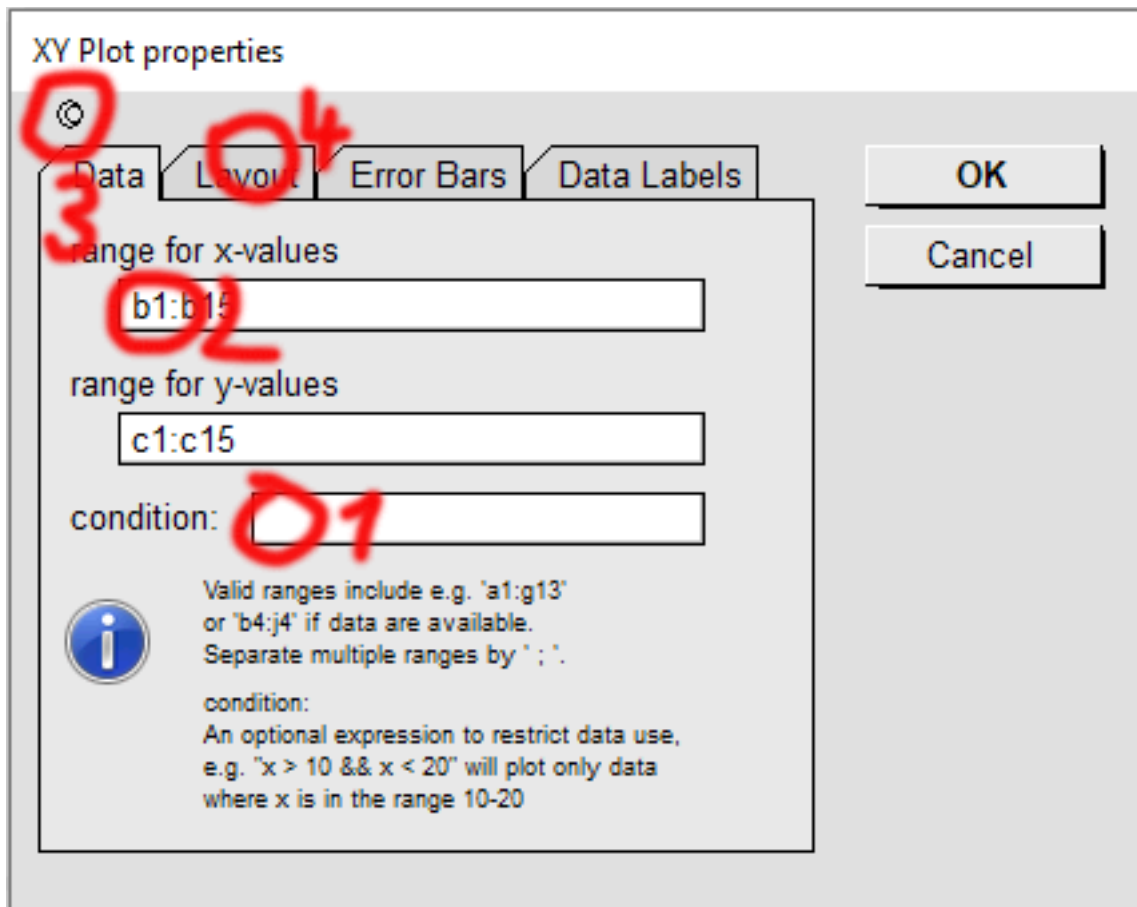 XY Plot properties
4
Data Layout Error Bars Data Labels
OK
3
Cancel
range for x-values
b1:b15
2
range for y-values
c1:c15
condition:
1
Valid ranges include e.g. 'a1:g13'
or 'b4:j4' if data are available.
Separate multiple ranges by ' ; '.
condition:
An optional expression to restrict data use,
e.g. "x > 10 && x < 20" will plot only data
where x is in the range 10-20